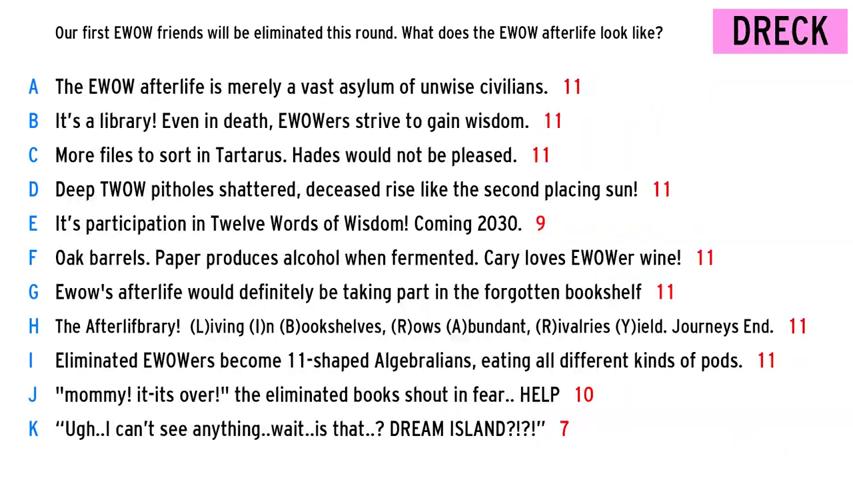 Our first EWOW friends will be eliminated this round. What does the EWOW afterlife look like?
DRECK
A The EWOW afterlife is merely a vast asylum of unwise civilians. 11
B It's a library! Even in death, EWOWers strive to gain wisdom. 11
C More files to sort in Tartarus. Hades would not be pleased. 11
D Deep TWOW pitholes shattered, deceased rise like the second placing sun! 11
E It's participation in Twelve Words of Wisdom! Coming 2030. 9
F Oak barrels. Paper produces alcohol when fermented. Cary loves EWOWer wine! 11
G Ewow's afterlife would definitely be taking part in the forgotten bookshelf 11
H The Afterlifbrary! (L)iving (I)n (B)ookshelves, (R)ows (A)bundant, (R)ivalries (Y)ield. Journeys End. 11
I Eliminated EWOWers become 11-shaped Algebralians, eating all different kinds of pods. 11
J "mommy! it-its over!" the eliminated books shout in fear.. HELP 10
K “Ugh..I can't see anything..wait..is that..? DREAM ISLAND?!?!” 7